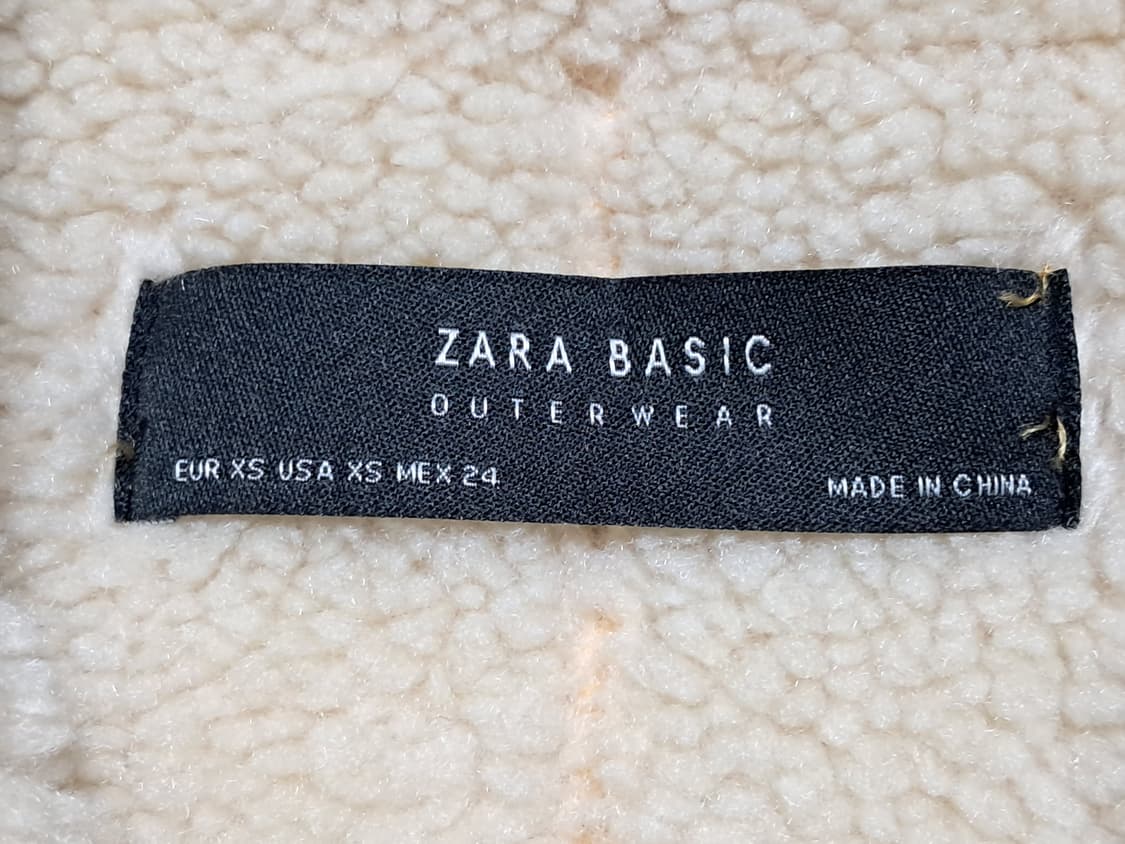 ZARA BASIC
OUTERWEAR
EUR XS USA XS MEX 24
MADE IN CHINA